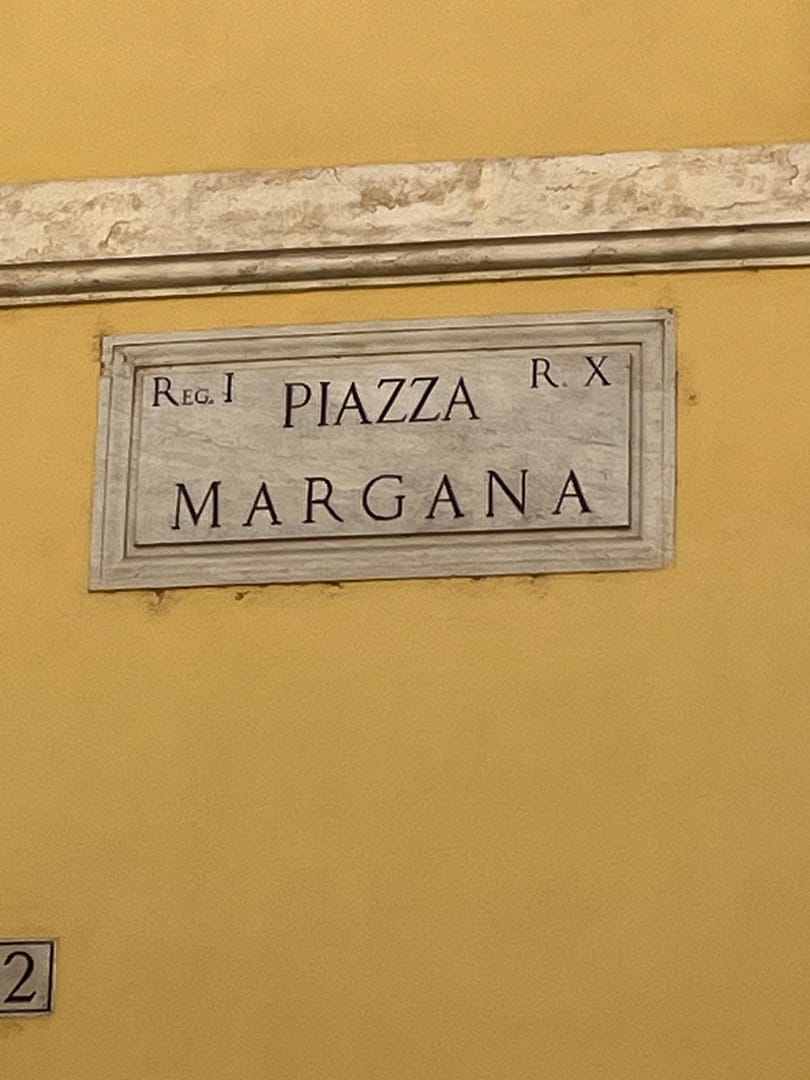 REG. I PIAZZA R. X
MARGANA
2